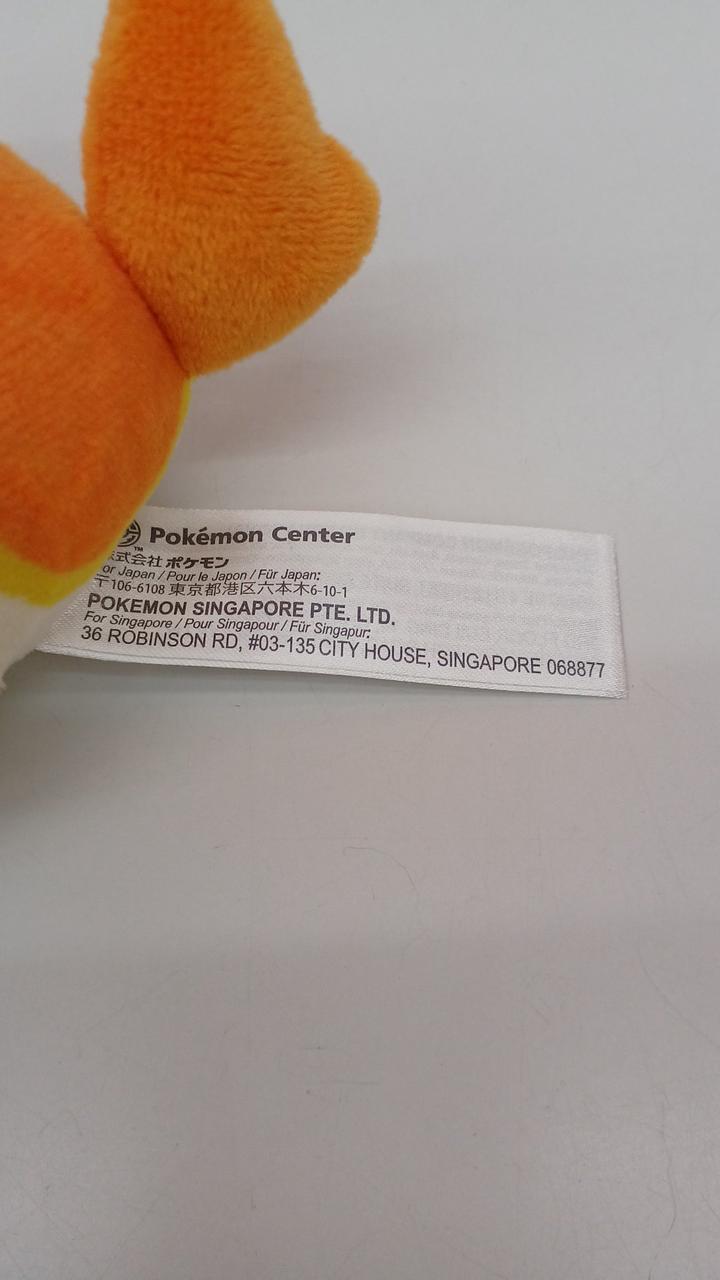 Pokémon Center
TM
式会社 ポケモン
or Japan / Pour le Japon / Für Japan:
〒106-6108 東京都港区六本木6-10-1
POKEMON SINGAPORE PTE. LTD.
For Singapore / Pour Singapour / Für Singapur:
36 ROBINSON RD, #03-135 CITY HOUSE, SINGAPORE 068877